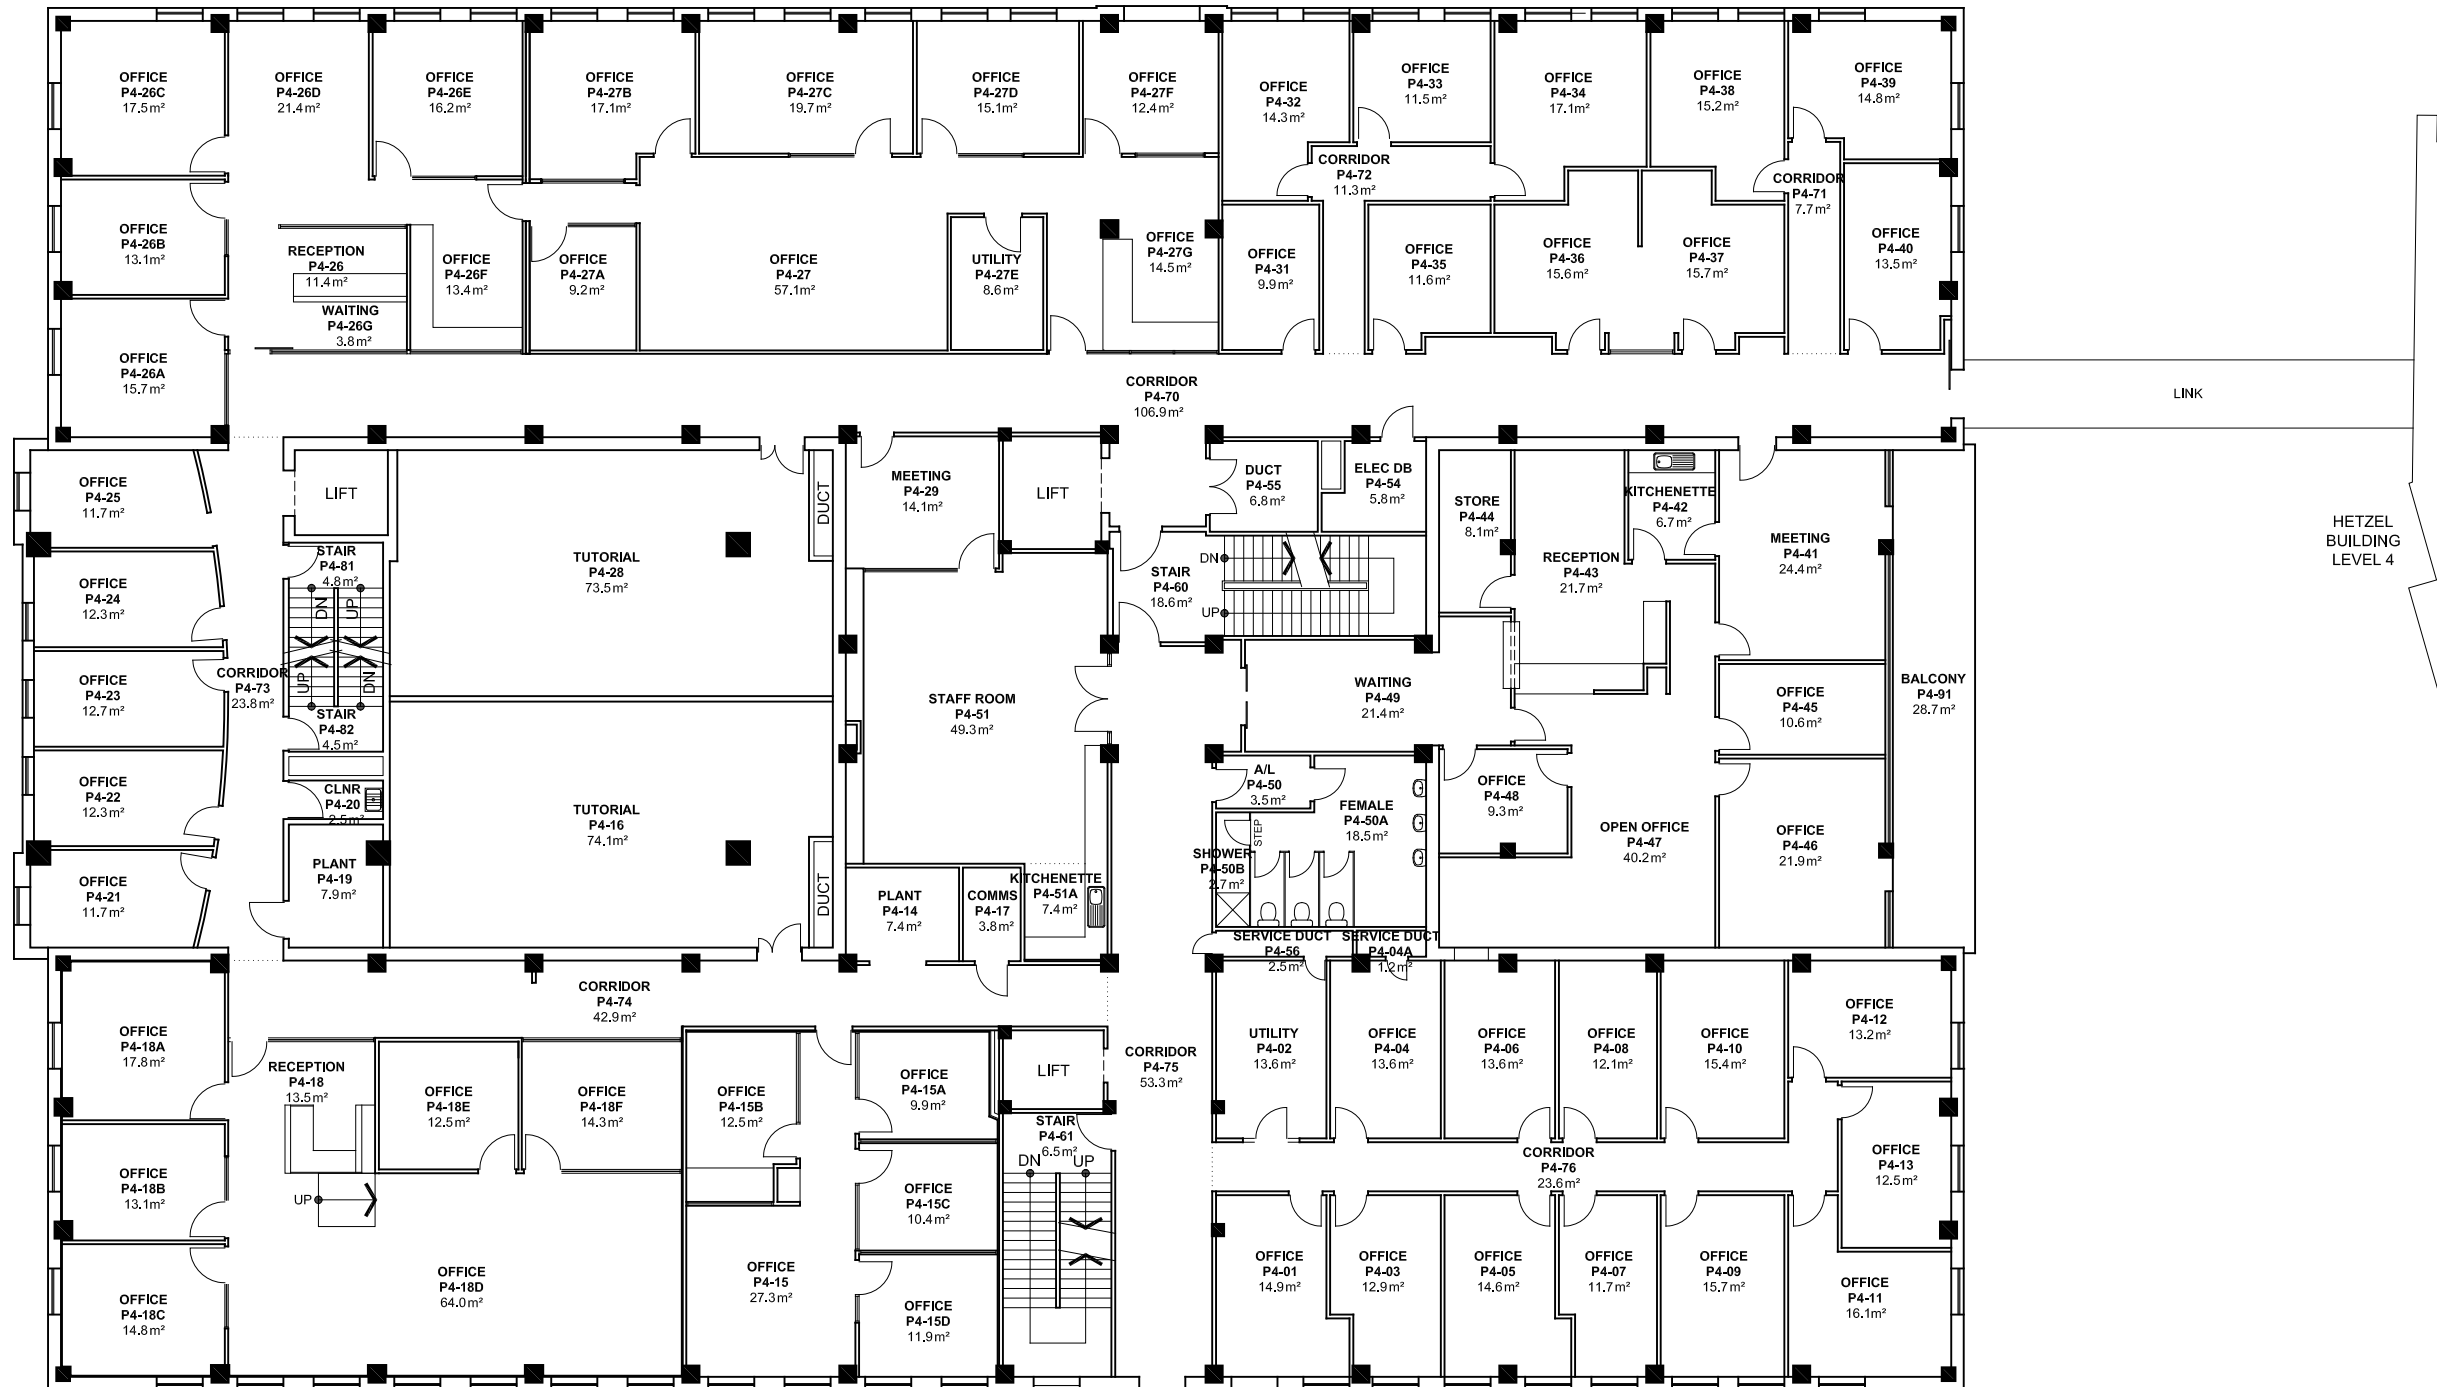 OFFICE
P4-26C
17.5m²
OFFICE
P4-26D
21.4m²
OFFICE
P4-26E
16.2m²
OFFICE
P4-27B
17.1m²
OFFICE
P4-27C
19.7m²
OFFICE
P4-27D
15.1m²
OFFICE
P4-27F
12.4m²
OFFICE
P4-32
14.3m²
OFFICE
P4-33
11.5m²
OFFICE
P4-34
17.1m²
OFFICE
P4-38
15.2m²
OFFICE
P4-39
14.8m²
CORRIDOR
P4-72
11.3m²
CORRIDOR
P4-71
7.7m²
OFFICE
P4-26B
13.1m²
RECEPTION
P4-26
11.4m²
OFFICE
P4-26F
13.4m²
OFFICE
P4-27A
9.2m²
OFFICE
P4-27
57.1m²
UTILITY
P4-27E
8.6m²
OFFICE
P4-27G
14.5m²
OFFICE
P4-31
9.9m²
OFFICE
P4-35
11.6m²
OFFICE
P4-36
15.6m²
OFFICE
P4-37
15.7m²
OFFICE
P4-40
13.5m²
WAITING
P4-26G
3.8m²
OFFICE
P4-26A
15.7m²
CORRIDOR
P4-70
106.9m²
LINK
OFFICE
P4-25
11.7m²
LIFT
DUCT
MEETING
P4-29
14.1m²
LIFT
DUCT
P4-55
6.8m²
ELEC DB
P4-54
5.8m²
STORE
P4-44
8.1m²
KITCHENETTE
P4-42
6.7m²
MEETING
P4-41
24.4m²
HETZEL
BUILDING
LEVEL 4
STAIR
P4-81
4.8m²
TUTORIAL
P4-28
73.5m²
RECEPTION
P4-43
21.7m²
STAIR
P4-60
18.6m²
DN
UP
OFFICE
P4-24
12.3m²
DN
UP
UP
DN
CORRIDOR
P4-73
23.8m²
OFFICE
P4-23
12.7m²
STAIR
P4-82
4.5m²
STAFF ROOM
P4-51
49.3m²
WAITING
P4-49
21.4m²
OFFICE
P4-45
10.6m²
BALCONY
P4-91
28.7m²
OFFICE
P4-22
12.3m²
CLNR
P4-20
2.5m²
TUTORIAL
P4-16
74.1m²
A/L
P4-50
3.5m²
FEMALE
P4-50A
18.5m²
STEP
OFFICE
P4-48
9.3m²
OPEN OFFICE
P4-47
40.2m²
OFFICE
P4-46
21.9m²
SHOWER
P4-50B
2.7m²
OFFICE
P4-21
11.7m²
PLANT
P4-19
7.9m²
DUCT
PLANT
P4-14
7.4m²
COMMS
P4-17
3.8m²
KITCHENETTE
P4-51A
7.4m²
SERVICE DUCT
P4-56
2.5m²
SERVICE DUCT
P4-04A
1.2m²
CORRIDOR
P4-74
42.9m²
OFFICE
P4-18A
17.8m²
RECEPTION
P4-18
13.5m²
OFFICE
P4-18E
12.5m²
OFFICE
P4-18F
14.3m²
OFFICE
P4-15B
12.5m²
OFFICE
P4-15A
9.9m²
LIFT
CORRIDOR
P4-75
53.3m²
UTILITY
P4-02
13.6m²
OFFICE
P4-04
13.6m²
OFFICE
P4-06
13.6m²
OFFICE
P4-08
12.1m²
OFFICE
P4-10
15.4m²
OFFICE
P4-12
13.2m²
STAIR
P4-61
6.5m²
DN
UP
CORRIDOR
P4-76
23.6m²
OFFICE
P4-13
12.5m²
OFFICE
P4-18B
13.1m²
UP
OFFICE
P4-15C
10.4m²
OFFICE
P4-18C
14.8m²
OFFICE
P4-18D
64.0m²
OFFICE
P4-15
27.3m²
OFFICE
P4-15D
11.9m²
OFFICE
P4-01
14.9m²
OFFICE
P4-03
12.9m²
OFFICE
P4-05
14.6m²
OFFICE
P4-07
11.7m²
OFFICE
P4-09
15.7m²
OFFICE
P4-11
16.1m²